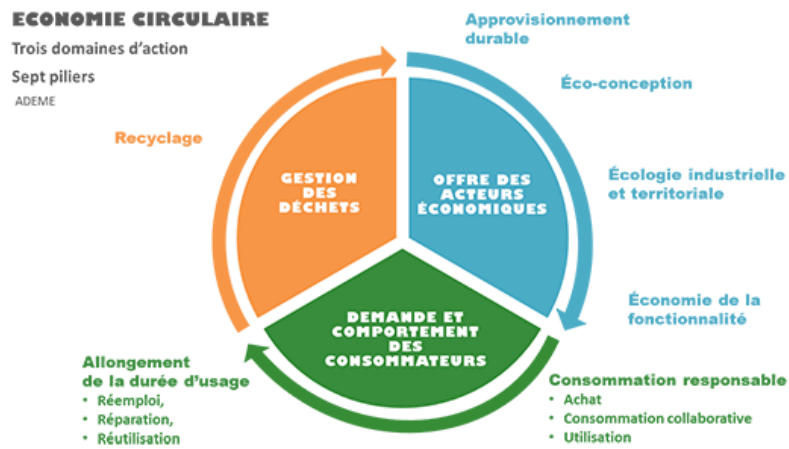 ECONOMIE CIRCULAIRE
Trois domaines d'action
Sept piliers
ADEME
Approvisionnement
durable
Éco-conception
Recyclage
GESTION
DES
DÉCHETS
OFFRE DES
ACTEURS
ÉCONOMIQUES
Écologie industrielle
et territoriale
Économie de la
fonctionnalité
DEMANDE ET
COMPORTEMENT
DES
CONSOMMATEURS
Allongement
de la durée d'usage
• Réemploi,
• Réparation,
• Réutilisation
Consommation responsable
• Achat
• Consommation collaborative
• Utilisation